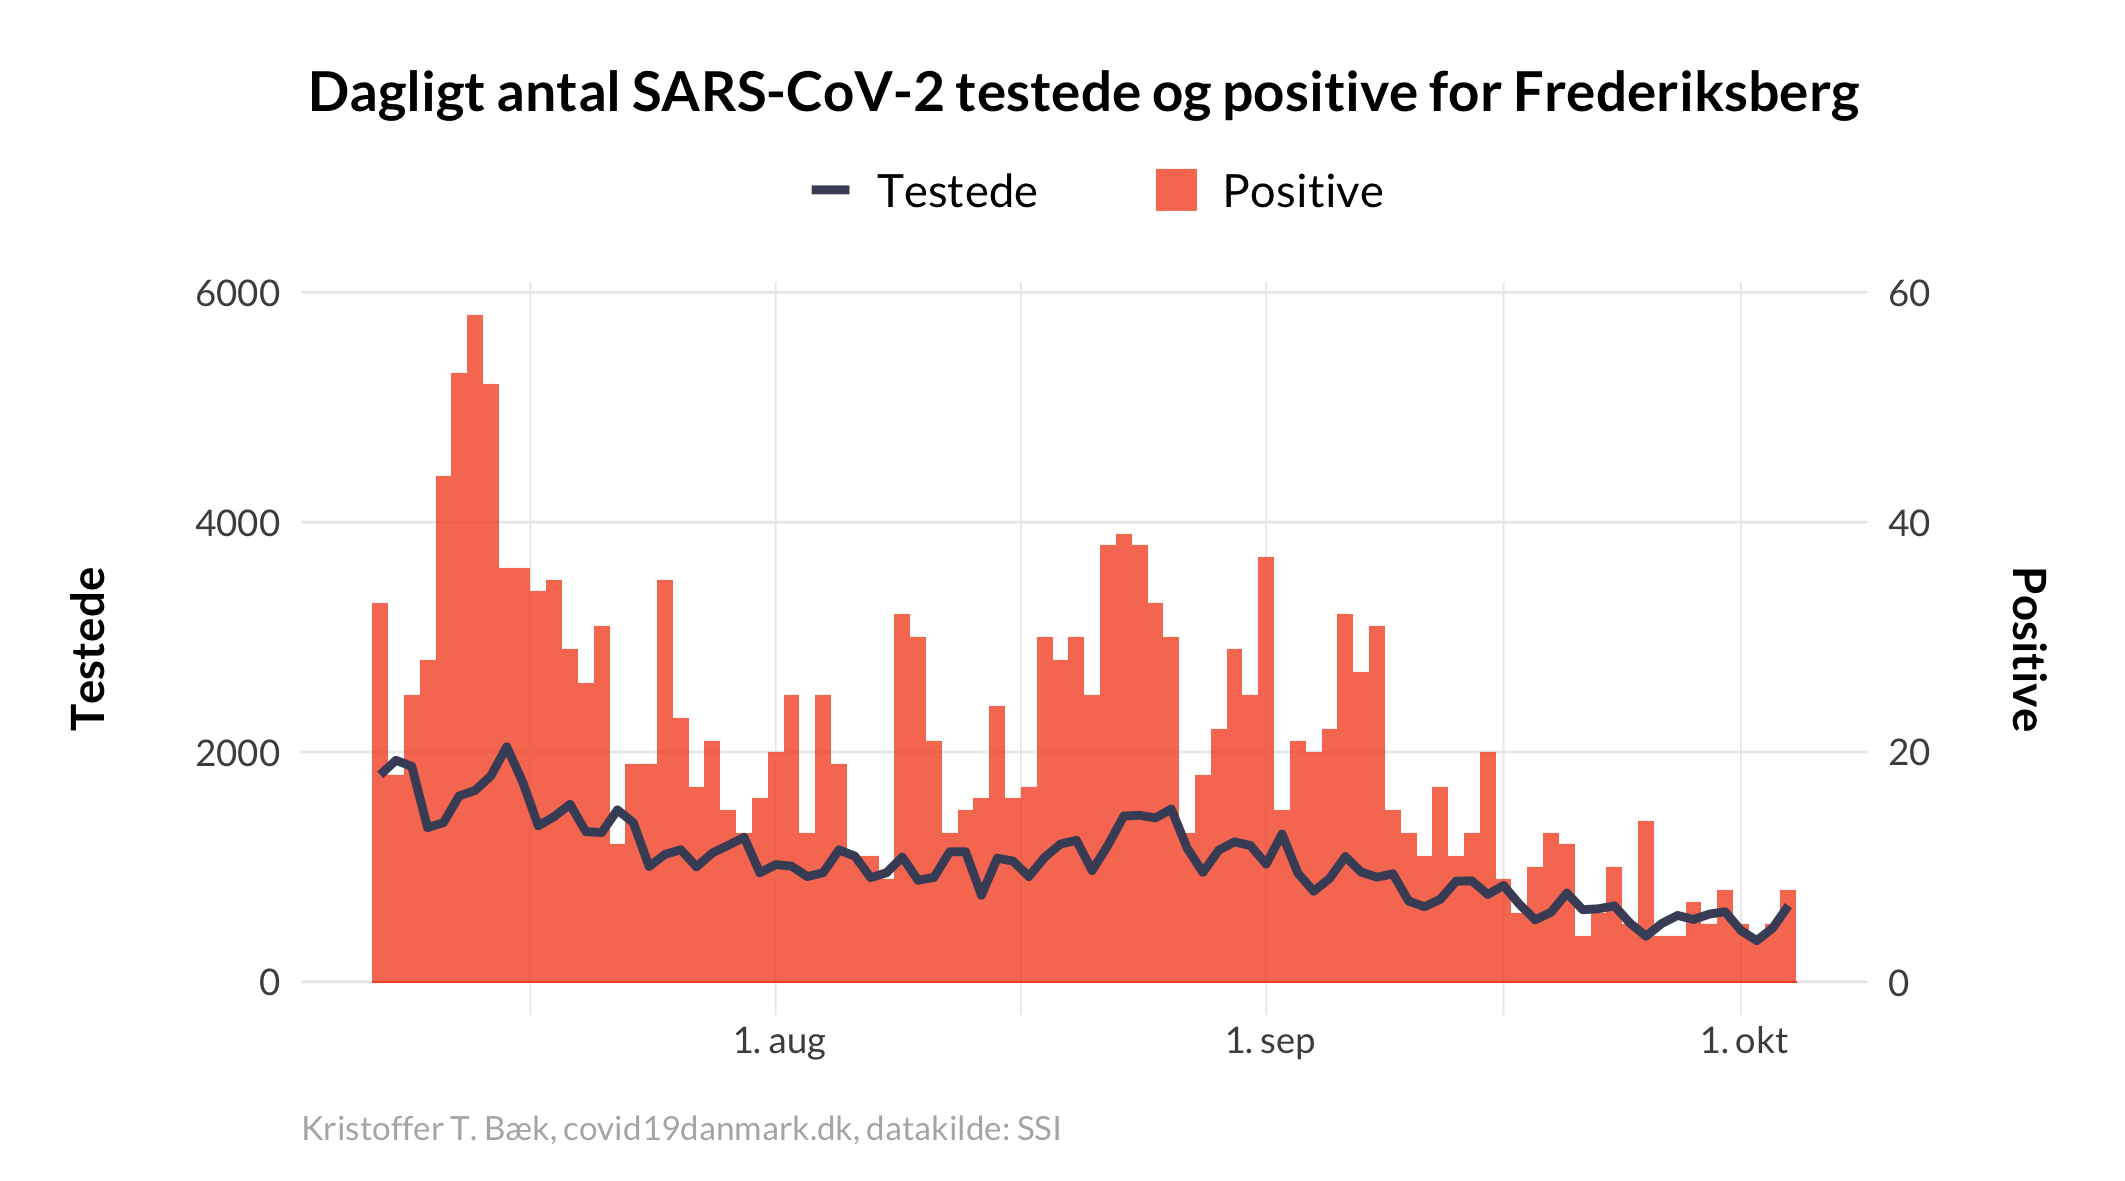 Dagligt antal SARS-CoV-2 testede og positive for Frederiksberg
Testede Positive
6000 60
4000 40
2000 20
0 0
Testede
Positive
1. aug 1. sep 1. okt
Kristoffer T. Bæk, covid19danmark.dk, datakilde: SSI